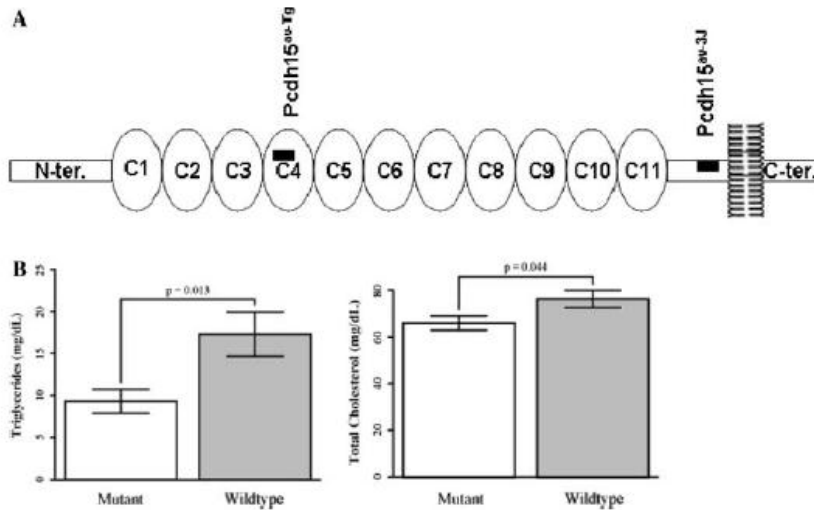 A
Pcdh15av-Tg
Pcdh15av-3J
N-ter. C1 C2 C3 C4 C5 C6 C7 C8 C9 C10 C11 C-ter.
B
p = 0.013
Triglycerides (mg/dL)
25
20
15
10
5
0
Mutant Wildtype
p = 0.044
Total Cholesterol (mg/dL)
80
60
40
20
0
Mutant Wildtype